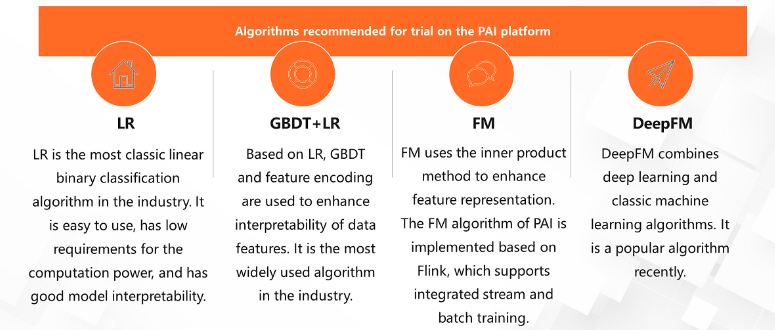 Algorithms recommended for trial on the PAI platform
LR
LR is the most classic linear
binary classification
algorithm in the industry. It
is easy to use, has low
requirements for the
computation power, and has
good model interpretability.
GBDT+LR
Based on LR, GBDT
and feature encoding
are used to enhance
interpretability of data
features. It is the most
widely used algorithm
in the industry.
FM
FM uses the inner product
method to enhance
feature representation.
The FM algorithm of PAI is
implemented based on
Flink, which supports
integrated stream and
batch training.
DeepFM
DeepFM combines
deep learning and
classic machine
learning algorithms. It
is a popular algorithm
recently.